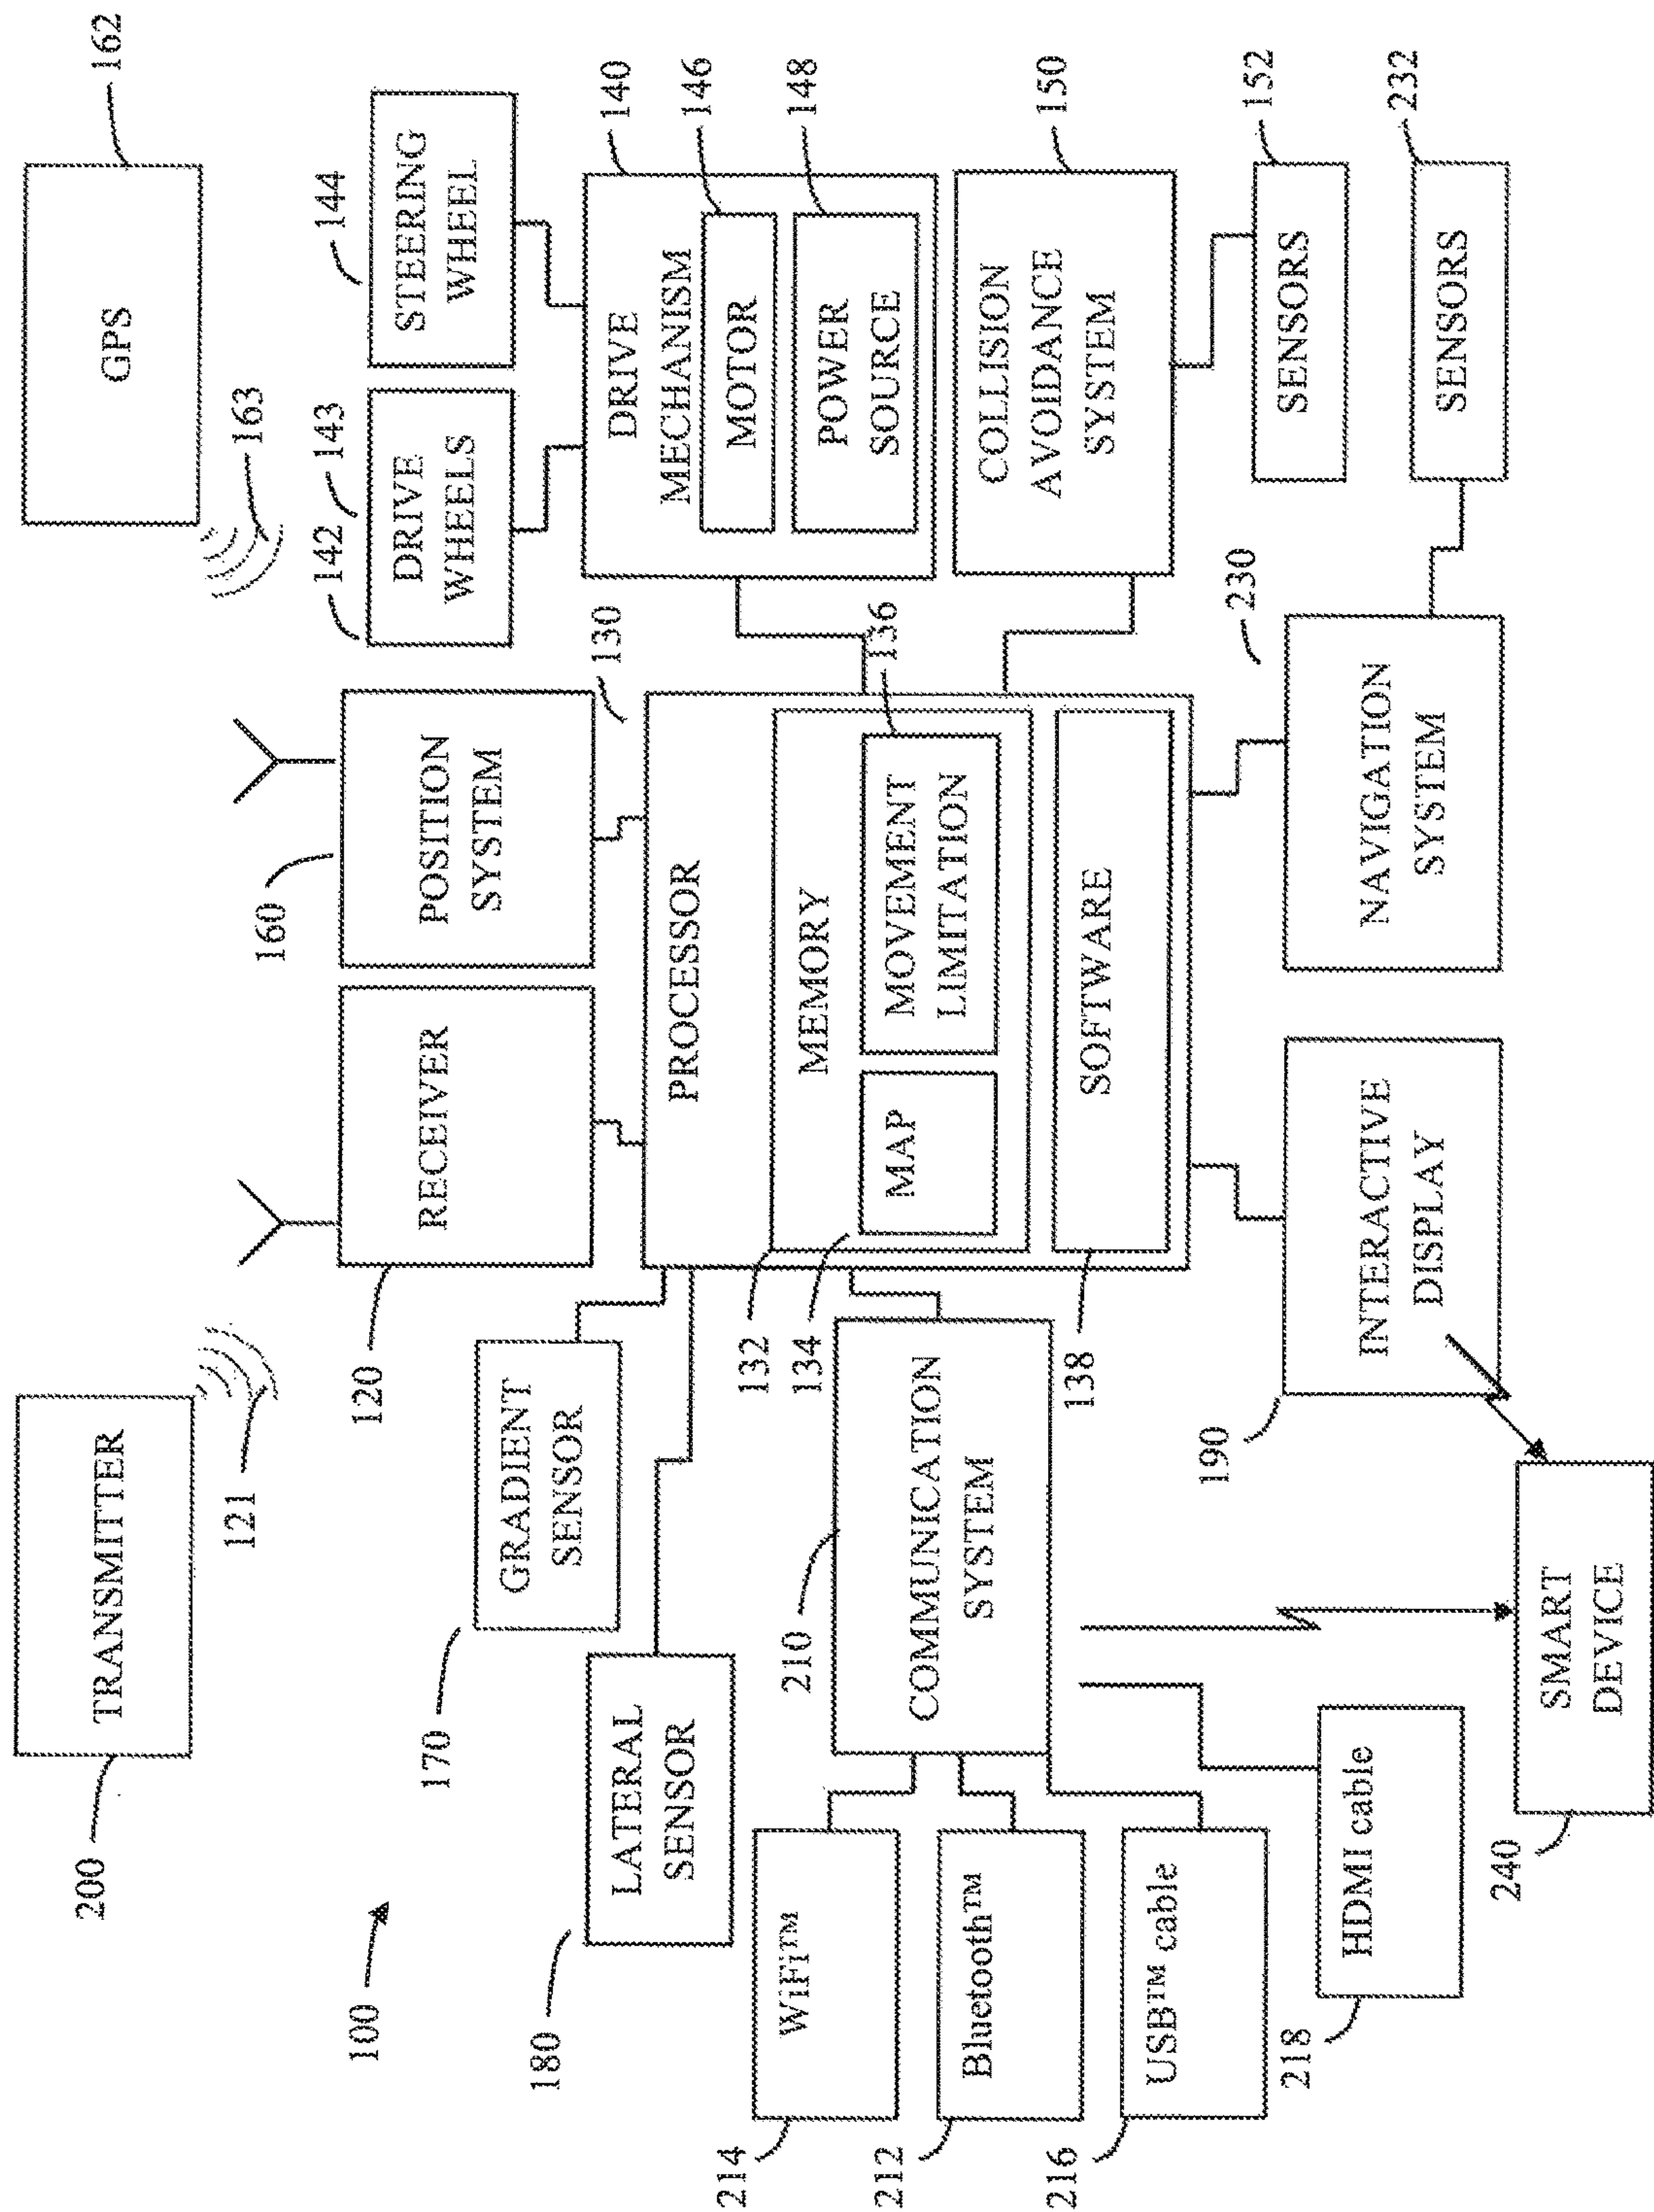 200
TRANSMITTER
121
GPS
162
163
100
170
GRADIENT
SENSOR
180
LATERAL
SENSOR
120
RECEIVER
160
POSITION
SYSTEM
142
143
DRIVE
WHEELS
144
STEERING
WHEEL
130
PROCESSOR
132
MEMORY
134
MAP
136
MOVEMENT
LIMITATION
138
SOFTWARE
140
DRIVE
MECHANISM
146
MOTOR
148
POWER
SOURCE
150
COLLISION
AVOIDANCE
SYSTEM
152
SENSORS
214
WiFi™
212
Bluetooth™
216
USB™ cable
218
HDMI cable
210
COMMUNICATION
SYSTEM
190
INTERACTIVE
DISPLAY
230
NAVIGATION
SYSTEM
232
SENSORS
240
SMART
DEVICE